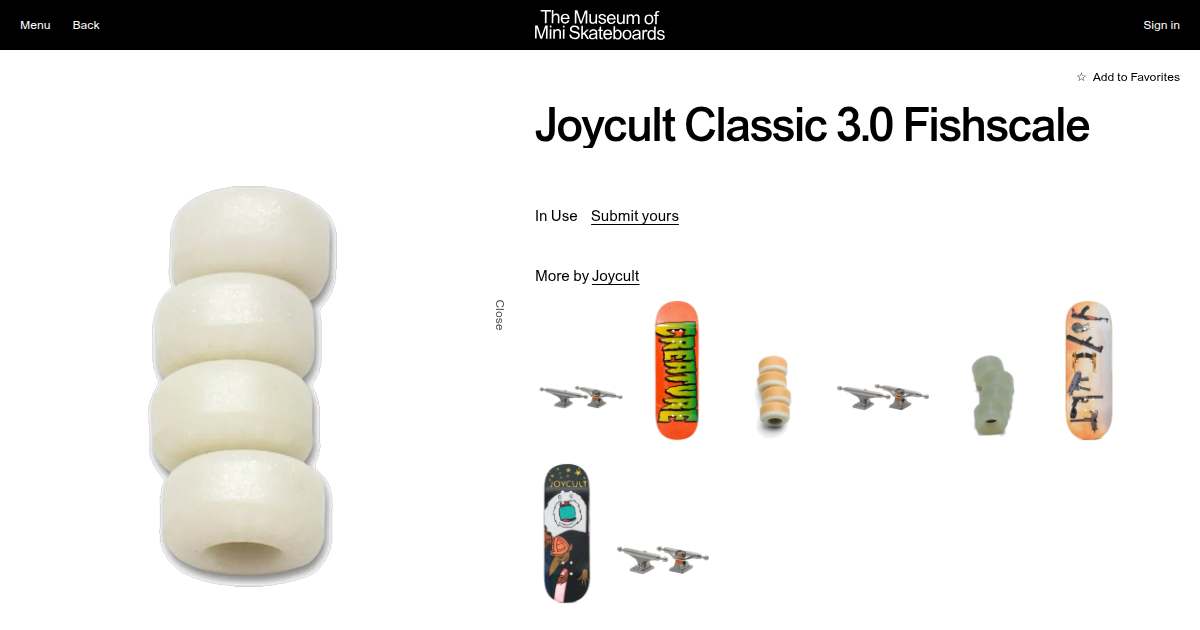 Menu Back
The Museum of
Mini Skateboards
Sign in
☆ Add to Favorites
Joycult Classic 3.0 Fishscale
In Use Submit yours
More by Joycult
Close
CREATURE
JOYCULT
JOYCULT